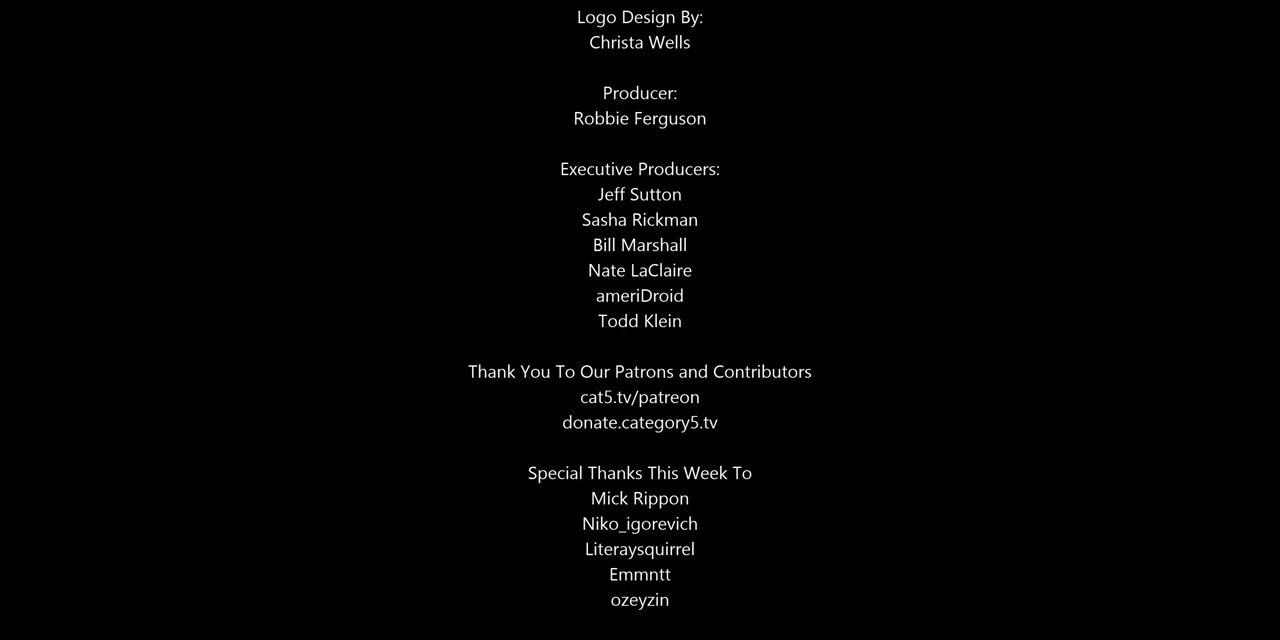 Logo Design By:
Christa Wells
Producer:
Robbie Ferguson
Executive Producers:
Jeff Sutton
Sasha Rickman
Bill Marshall
Nate LaClaire
ameriDroid
Todd Klein
Thank You To Our Patrons and Contributors
cat5.tv/patreon
donate.category5.tv
Special Thanks This Week To
Mick Rippon
Niko_igorevich
Literaysquirrel
Emmntt
ozeyzin